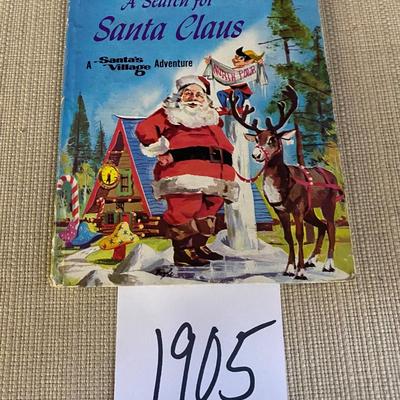 A Search for
Santa Claus
A Santa's Village Adventure
NORTH POLE
1905